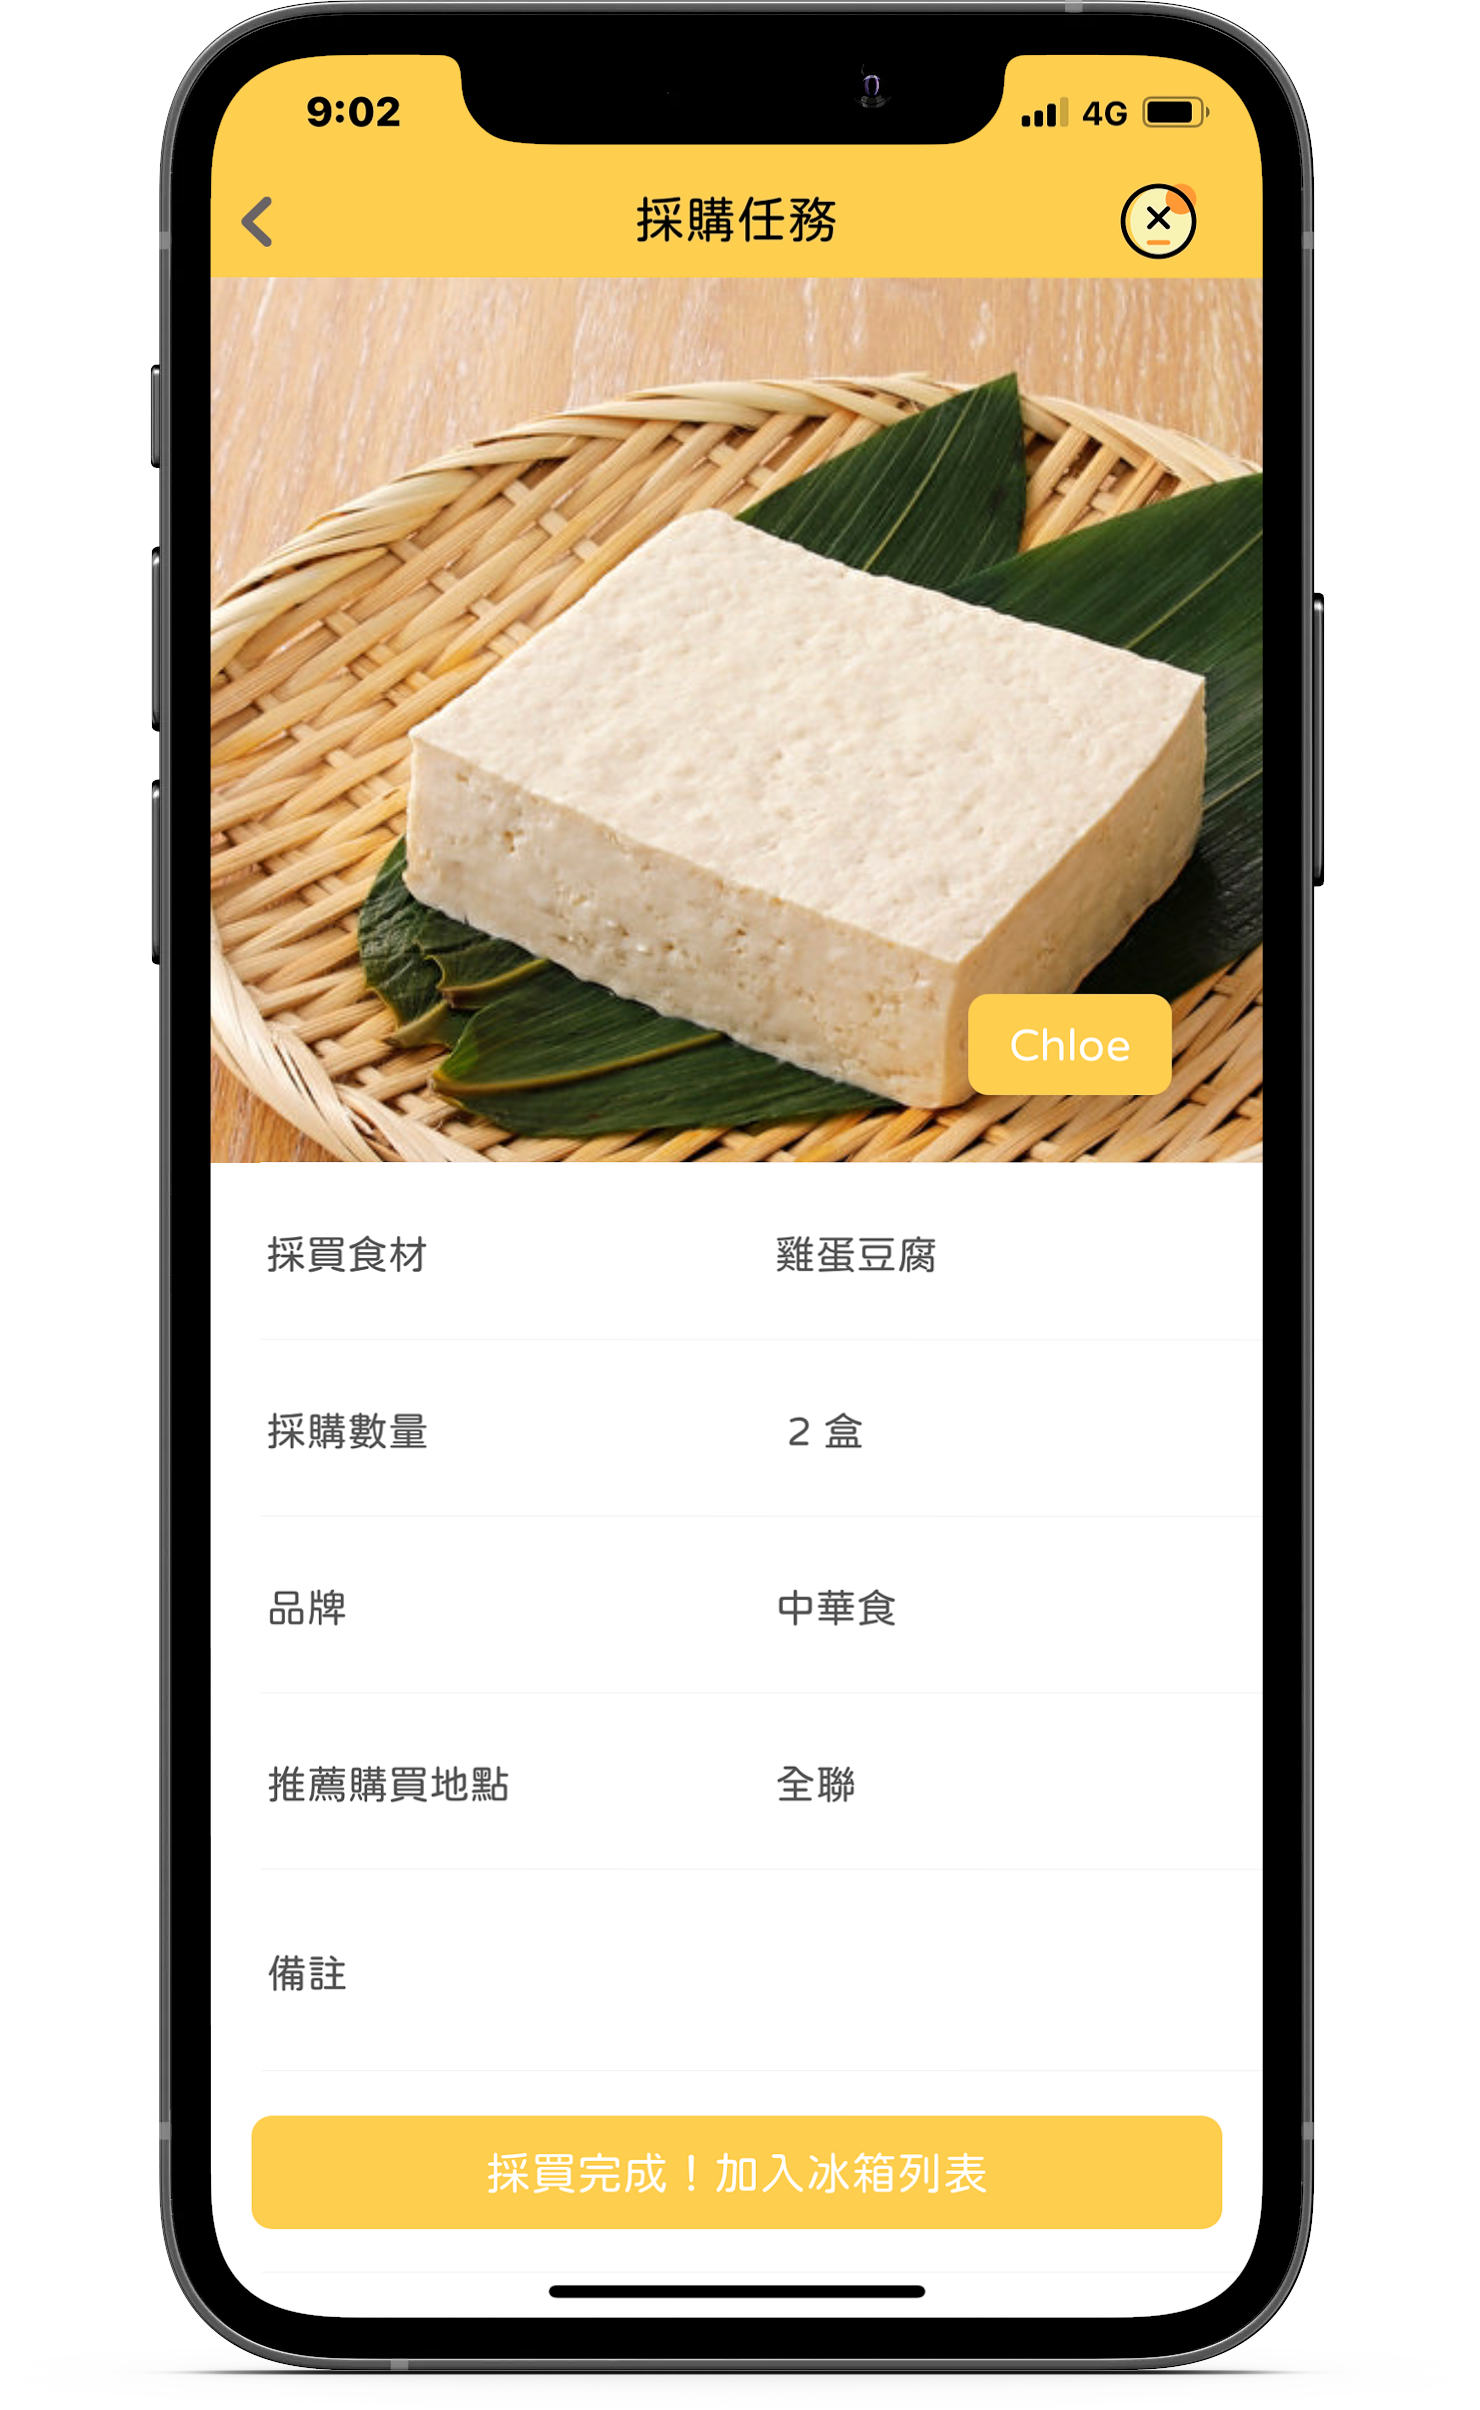 9:02
4G
採購任務
Chloe
採買食材 雞蛋豆腐
採購數量 2 盒
品牌 中華食
推薦購買地點 全聯
備註
採買完成！加入冰箱列表